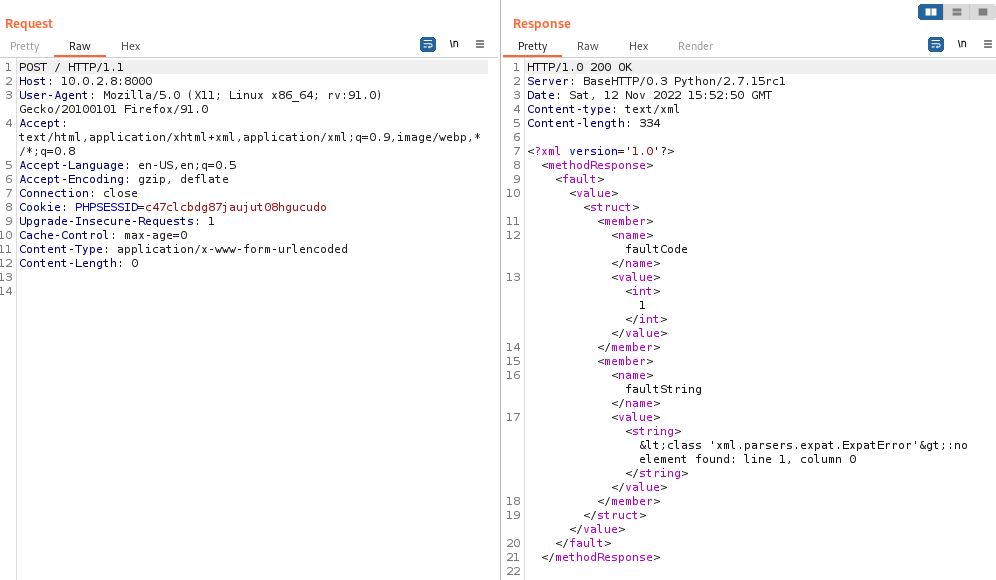 Request
Pretty Raw Hex
\n
1 POST / HTTP/1.1
2 Host: 10.0.2.8:8000
3 User-Agent: Mozilla/5.0 (X11; Linux x86_64; rv:91.0)
Gecko/20100101 Firefox/91.0
4 Accept:
text/html,application/xhtml+xml,application/xml;q=0.9,image/webp,*
/*;q=0.8
5 Accept-Language: en-US,en;q=0.5
6 Accept-Encoding: gzip, deflate
7 Connection: close
8 Cookie: PHPSESSID=c47clcbdg87jaujut08hgucudo
9 Upgrade-Insecure-Requests: 1
10 Cache-Control: max-age=0
11 Content-Type: application/x-www-form-urlencoded
12 Content-Length: 0
13
14
Response
Pretty Raw Hex Render
\n
1 HTTP/1.0 200 OK
2 Server: BaseHTTP/0.3 Python/2.7.15rc1
3 Date: Sat, 12 Nov 2022 15:52:50 GMT
4 Content-type: text/xml
5 Content-length: 334
6
7 <?xml version='1.0'?>
8 <methodResponse>
9 <fault>
10 <value>
<struct>
11 <member>
12 <name>
faultCode
</name>
13 <value>
<int>
1
</int>
</value>
14 </member>
15 <member>
16 <name>
faultString
</name>
17 <value>
<string>
&lt;class 'xml.parsers.expat.ExpatError'&gt;:no
element found: line 1, column 0
</string>
</value>
18 </member>
19 </struct>
</value>
20 </fault>
21 </methodResponse>
22